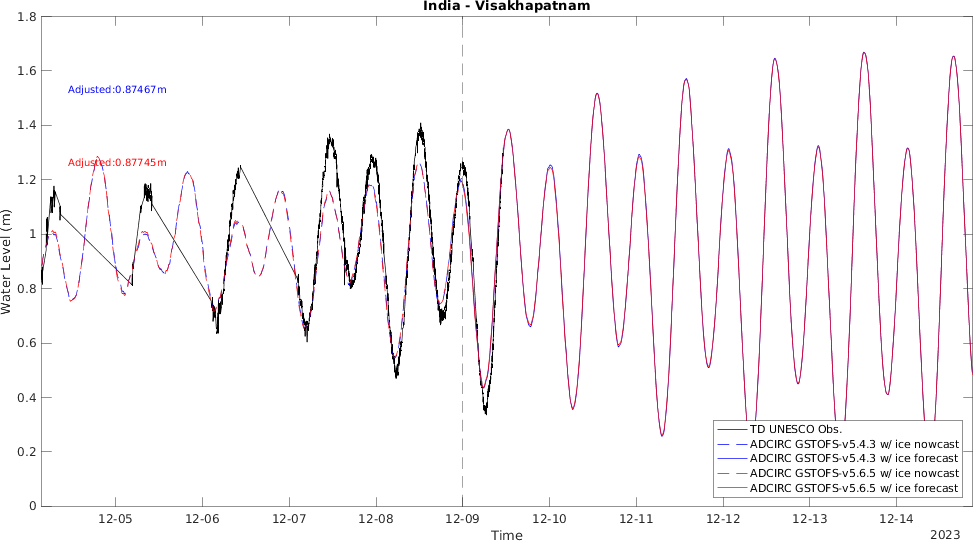 India - Visakhapatnam
1.8
1.6
1.4
1.2
1
0.8
0.6
0.4
0.2
0
Water Level (m)
Adjusted:0.87467m
Adjusted:0.87745m
TD UNESCO Obs.
ADCIRC GSTOFS-v5.4.3 w/ ice nowcast
ADCIRC GSTOFS-v5.4.3 w/ ice forecast
ADCIRC GSTOFS-v5.6.5 w/ ice nowcast
ADCIRC GSTOFS-v5.6.5 w/ ice forecast
12-05 12-06 12-07 12-08 12-09 12-10 12-11 12-12 12-13 12-14
Time
2023